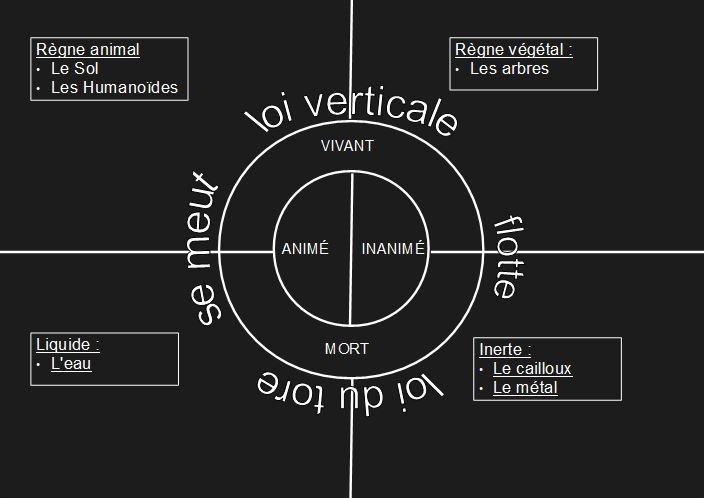 Règne animal
• Le Sol
• Les Humanoïdes
Règne végétal :
• Les arbres
loi verticale
VIVANT
se meut
ANIMÉ
INANIMÉ
flotte
MORT
loi du tore
Liquide :
• L'eau
Inerte :
• Le cailloux
• Le métal